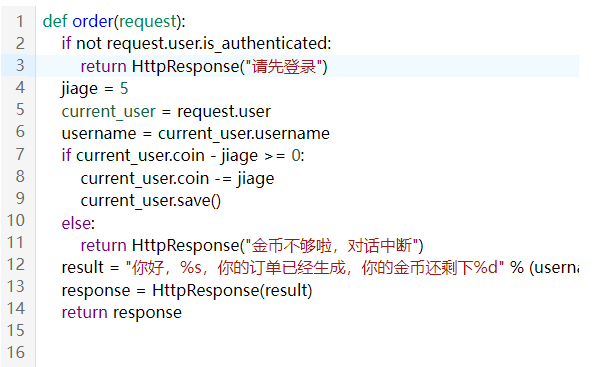 1 def order(request):
2 if not request.user.is_authenticated:
3 return HttpResponse("请先登录")
4 jiage = 5
5 current_user = request.user
6 username = current_user.username
7 if current_user.coin - jiage >= 0:
8 current_user.coin -= jiage
9 current_user.save()
10 else:
11 return HttpResponse("金币不够啦，对话中断")
12 result = "你好，%s，你的订单已经生成，你的金币还剩下%d" % (userna
13 response = HttpResponse(result)
14 return response
15
16